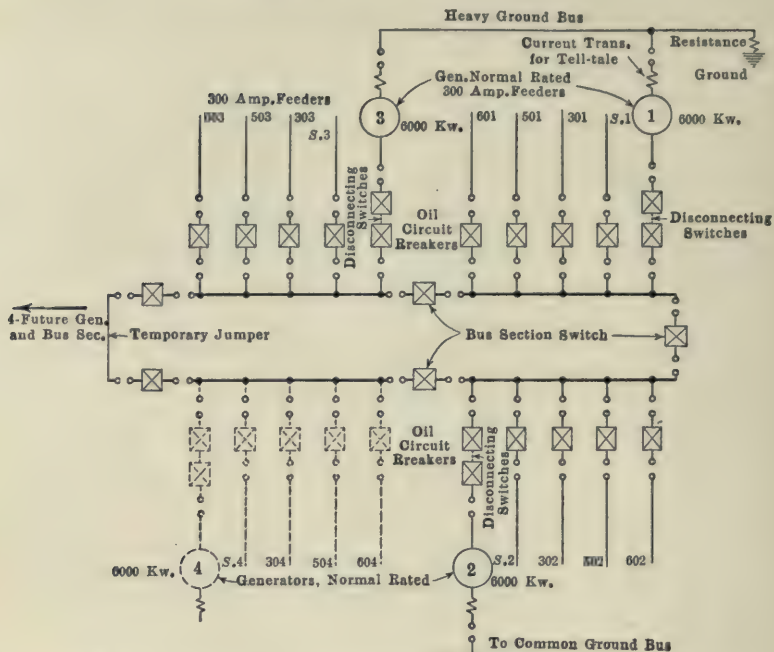 Heavy Ground Bus
Current Trans.
for Tell-tale
Resistance
Ground
Gen. Normal Rated
300 Amp. Feeders
300 Amp. Feeders
603
503
303
S.3
3
6000 Kw.
601
501
301
S.1
1
6000 Kw.
Disconnecting
Switches
Oil
Circuit
Breakers
Disconnecting
Switches
4-Future Gen.
and Bus Sec.
Temporary Jumper
Bus Section Switch
Oil
Circuit
Breakers
Disconnecting
Switches
6000 Kw.
4
S.4
304
504
604
Generators, Normal Rated
2
S.2
6000 Kw.
302
502
602
To Common Ground Bus